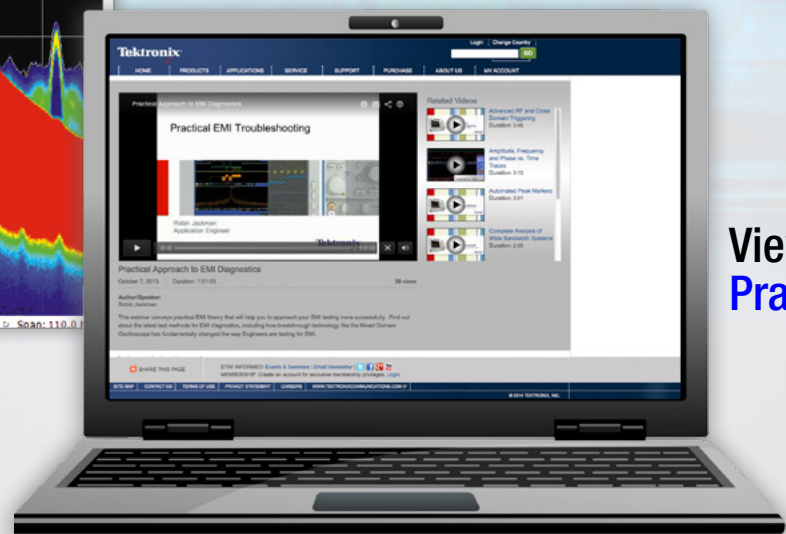 Login | Change Country
Tektronix
GO
HOME PRODUCTS APPLICATIONS SERVICE SUPPORT PURCHASE ABOUT US MY ACCOUNT
Practical Approach to EMI Diagnostics
Practical EMI Troubleshooting
Robin Jackman
Application Engineer
Tektronix
Related Videos
Advanced RF and Cross
Domain Triggering
Duration:
Amplitude, Frequency
and Phase vs. Time
Traces
Duration:
Automated Peak Markers
Duration:
Complete Analysis of
Wide Bandwidth Systems
Duration:
Practical Approach to EMI Diagnostics
October 7, 2013 | Duration: 1:01:03
39 views
Author/Speaker:
Robin Jackman
This webinar conveys practical EMI theory that will help you to approach your EMI testing more successfully. Find out
about the latest test methods for EMI diagnostics, including how breakthrough technology like the Mixed Domain
Oscilloscope has fundamentally changed the way Engineers are testing for EMI.
SHARE THIS PAGE
STAY INFORMED: Events & Seminars | Email Newsletter |
MEMBERSHIP: Create an account for exclusive membership privileges. Login
SITE MAP CONTACT US TERMS OF USE PRIVACY STATEMENT CAREERS WWW.TEKTRONIXCOMMUNICATIONS.COM
© 2014 TEKTRONIX, INC.
Span: 110.0
Vie
Pra